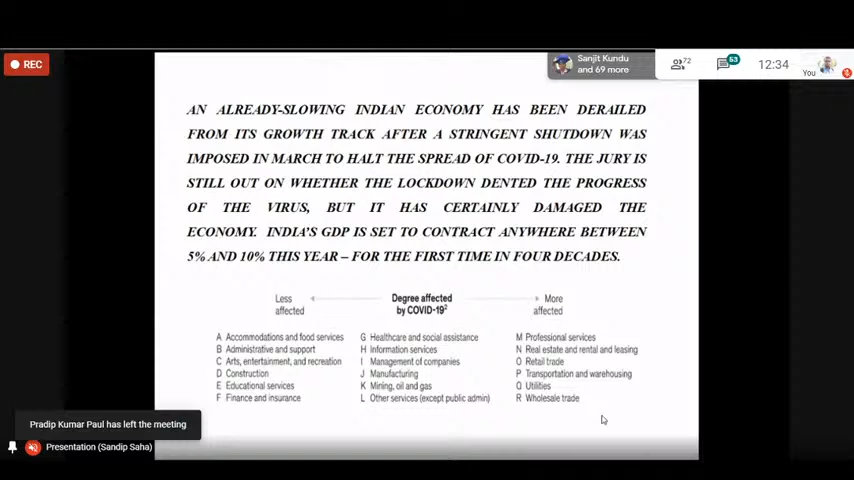 REC
Sanjit Kundu
and 69 more
72
53
12:34
You
AN ALREADY-SLOWING INDIAN ECONOMY HAS BEEN DERAILED
FROM ITS GROWTH TRACK AFTER A STRINGENT SHUTDOWN WAS
IMPOSED IN MARCH TO HALT THE SPREAD OF COVID-19. THE JURY IS
STILL OUT ON WHETHER THE LOCKDOWN DENTED THE PROGRESS
OF THE VIRUS, BUT IT HAS CERTAINLY DAMAGED THE
ECONOMY. INDIA'S GDP IS SET TO CONTRACT ANYWHERE BETWEEN
5% AND 10% THIS YEAR – FOR THE FIRST TIME IN FOUR DECADES.
Less
affected
Degree affected
by COVID-19²
More
affected
A Accommodations and food services
B Administrative and support
C Arts, entertainment, and recreation
D Construction
E Educational services
F Finance and insurance
G Healthcare and social assistance
H Information services
I Management of companies
J Manufacturing
K Mining, oil and gas
L Other services (except public admin)
M Professional services
N Real estate and rental and leasing
O Retail trade
P Transportation and warehousing
Q Utilities
R Wholesale trade
Pradip Kumar Paul has left the meeting
Presentation (Sandip Saha)